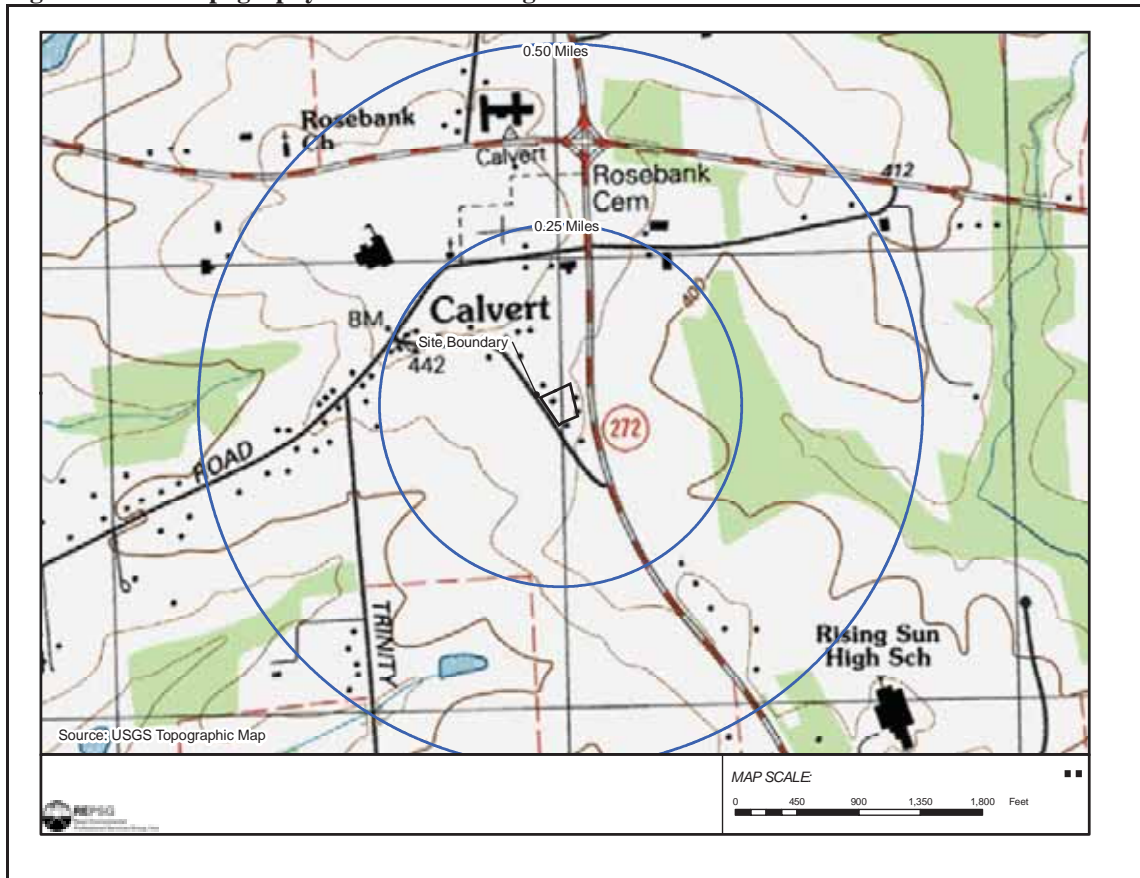 0.50 Miles
Rosebank
Ch
Calvert
412
Rosebank
Cem
0.25 Miles
400
Calvert
BM
Site Boundary
442
272
ROAD
TRINITY
Rising Sun
High Sch
Source: USGS Topographic Map
MAP SCALE:
0 450 900 1,350 1,800 Feet
REPSG